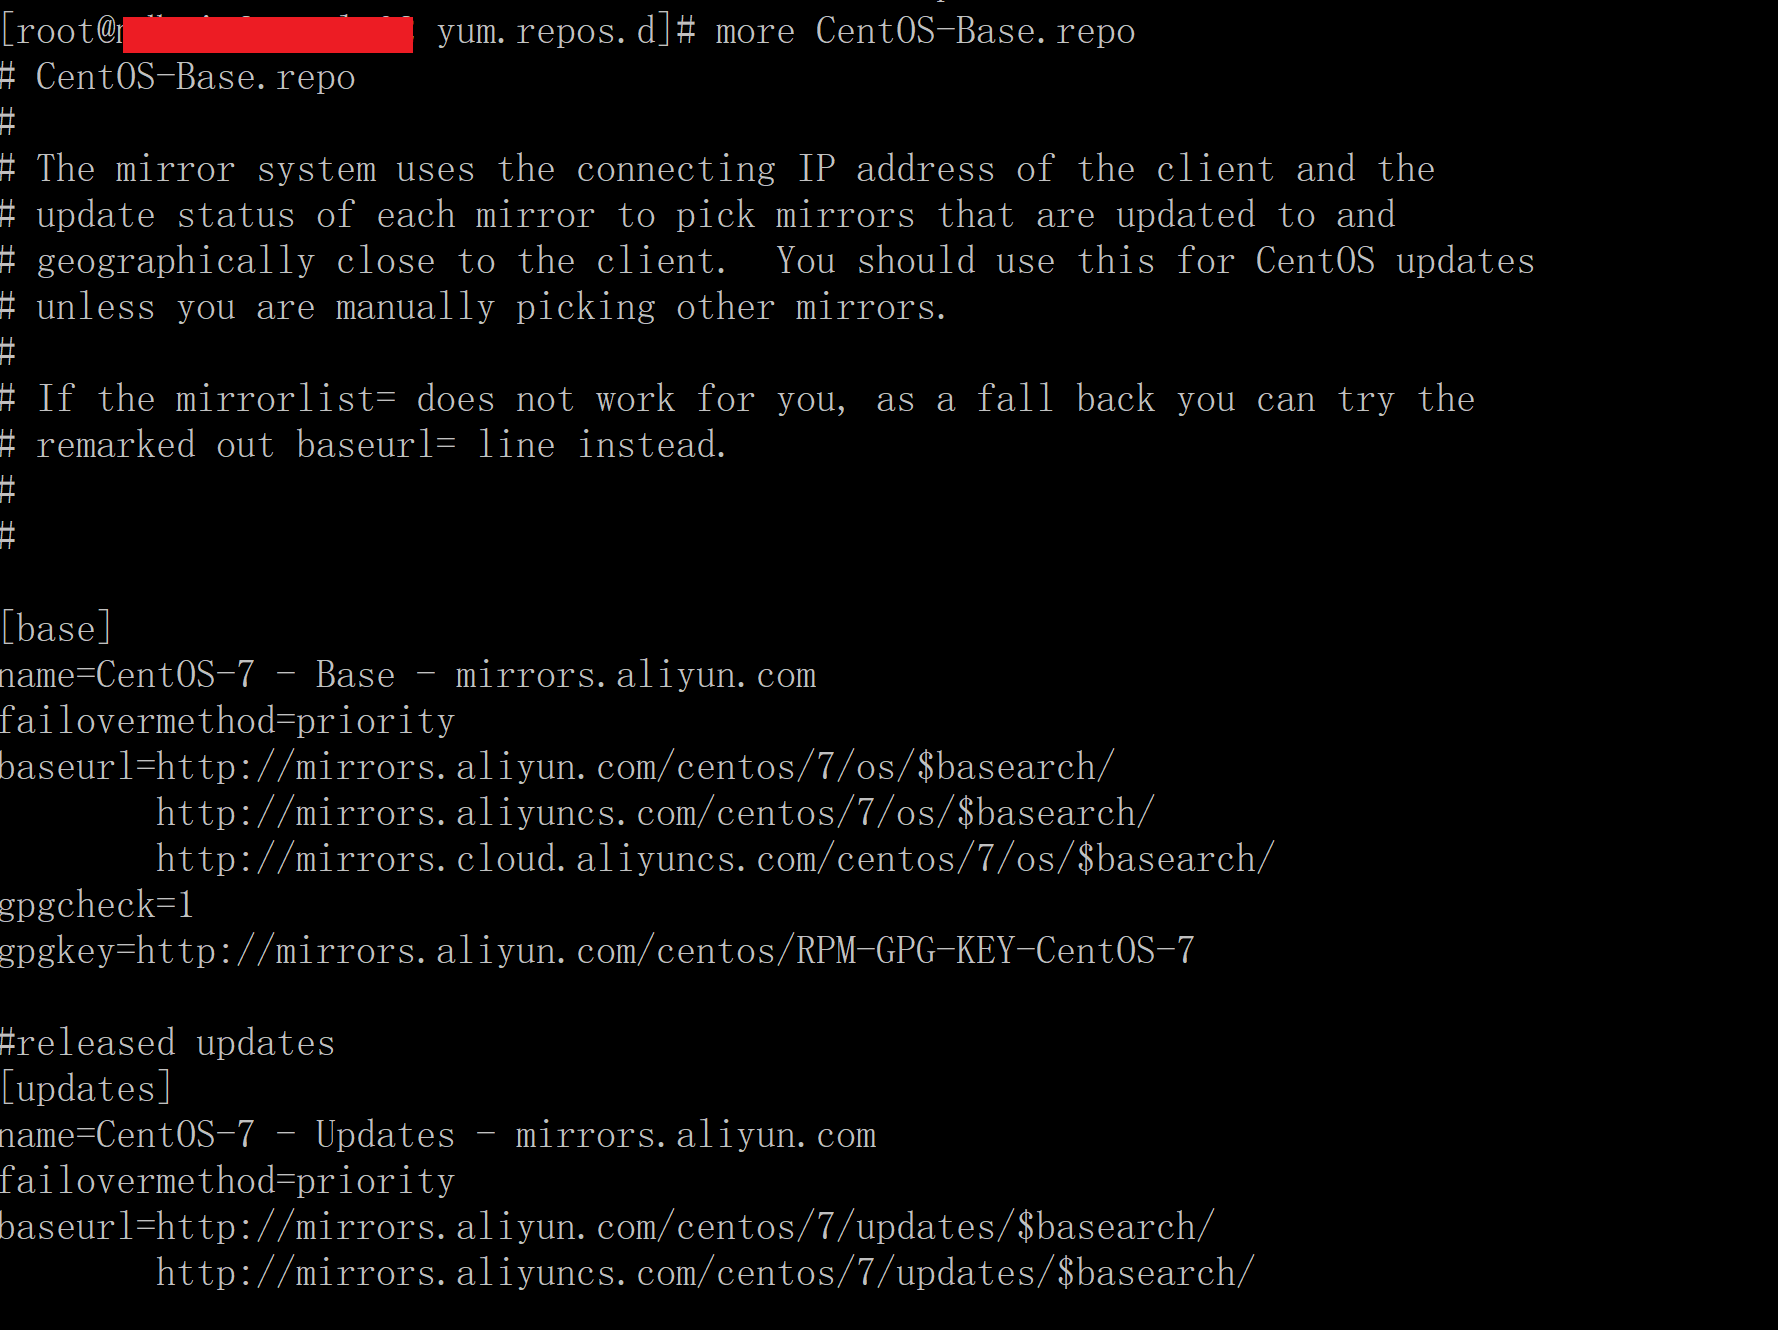 [root@ yum.repos.d]# more CentOS-Base.repo
# CentOS-Base.repo
#
# The mirror system uses the connecting IP address of the client and the
# update status of each mirror to pick mirrors that are updated to and
# geographically close to the client.  You should use this for CentOS updates
# unless you are manually picking other mirrors.
#
# If the mirrorlist= does not work for you, as a fall back you can try the
# remarked out baseurl= line instead.
#
#

[base]
name=CentOS-7 - Base - mirrors.aliyun.com
failovermethod=priority
baseurl=http://mirrors.aliyun.com/centos/7/os/$basearch/
        http://mirrors.aliyuncs.com/centos/7/os/$basearch/
        http://mirrors.cloud.aliyuncs.com/centos/7/os/$basearch/
gpgcheck=1
gpgkey=http://mirrors.aliyun.com/centos/RPM-GPG-KEY-CentOS-7

#released updates
[updates]
name=CentOS-7 - Updates - mirrors.aliyun.com
failovermethod=priority
baseurl=http://mirrors.aliyun.com/centos/7/updates/$basearch/
        http://mirrors.aliyuncs.com/centos/7/updates/$basearch/